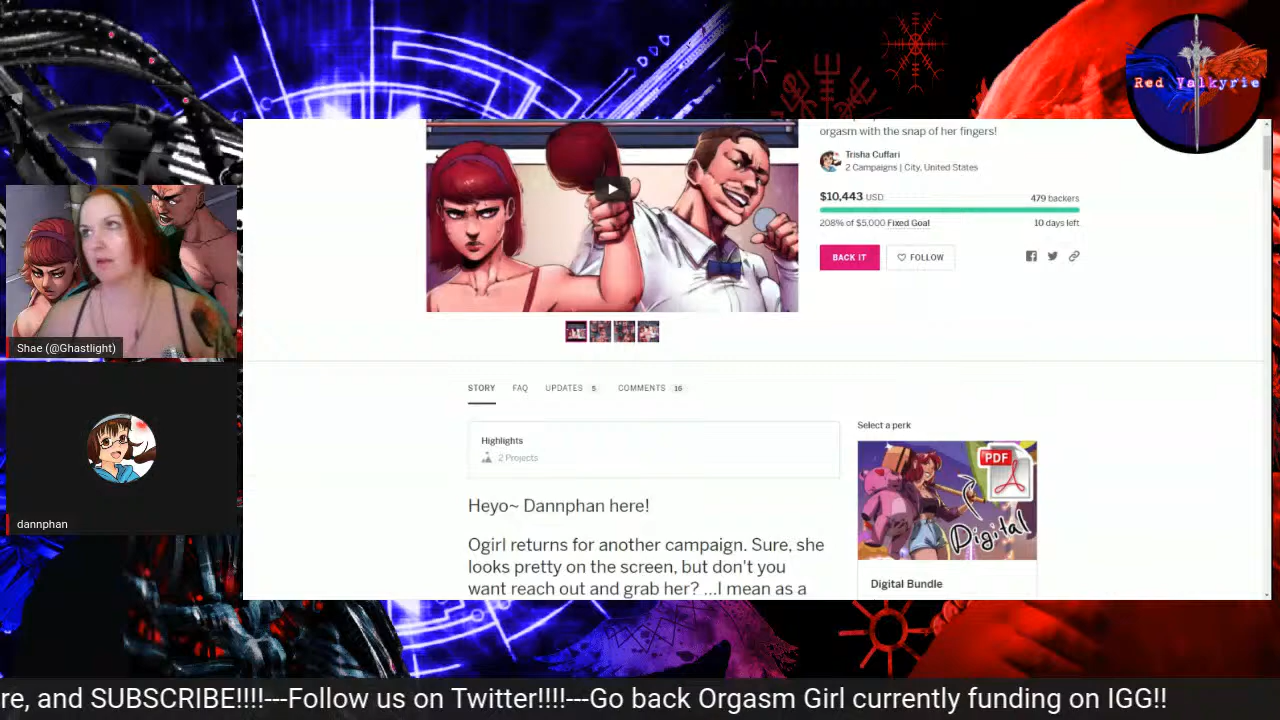 Red Valkyrie
orgasm with the snap of her fingers!
Trisha Cuffari
2 Campaigns | City, United States
$10,443 USD
479 backers
208% of $5,000 Fixed Goal
10 days left
BACK IT
FOLLOW
Shae (@Ghastlight)
STORY
FAQ
UPDATES 5
COMMENTS 16
Highlights
2 Projects
Select a perk
PDF
Digital
Heyo~ Dannphan here!
Ogirl returns for another campaign. Sure, she
looks pretty on the screen, but don't you
want reach out and grab her? ...I mean as a
dannphan
Digital Bundle
re, and SUBSCRIBE!!!!---Follow us on Twitter!!!!---Go back Orgasm Girl currently funding on IGG!!